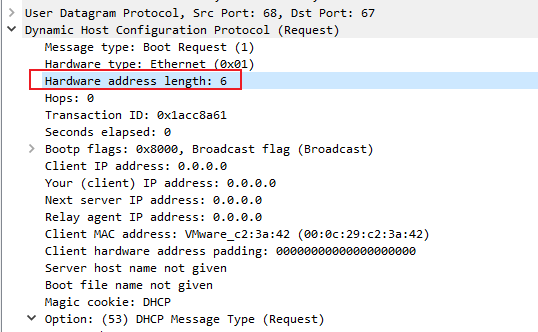 User Datagram Protocol, Src Port: 68, Dst Port: 67
Dynamic Host Configuration Protocol (Request)
Message type: Boot Request (1)
Hardware type: Ethernet (0x01)
Hardware address length: 6
Hops: 0
Transaction ID: 0x1acc8a61
Seconds elapsed: 0
Bootp flags: 0x8000, Broadcast flag (Broadcast)
Client IP address: 0.0.0.0
Your (client) IP address: 0.0.0.0
Next server IP address: 0.0.0.0
Relay agent IP address: 0.0.0.0
Client MAC address: VMware_c2:3a:42 (00:0c:29:c2:3a:42)
Client hardware address padding: 00000000000000000000
Server host name not given
Boot file name not given
Magic cookie: DHCP
Option: (53) DHCP Message Type (Request)